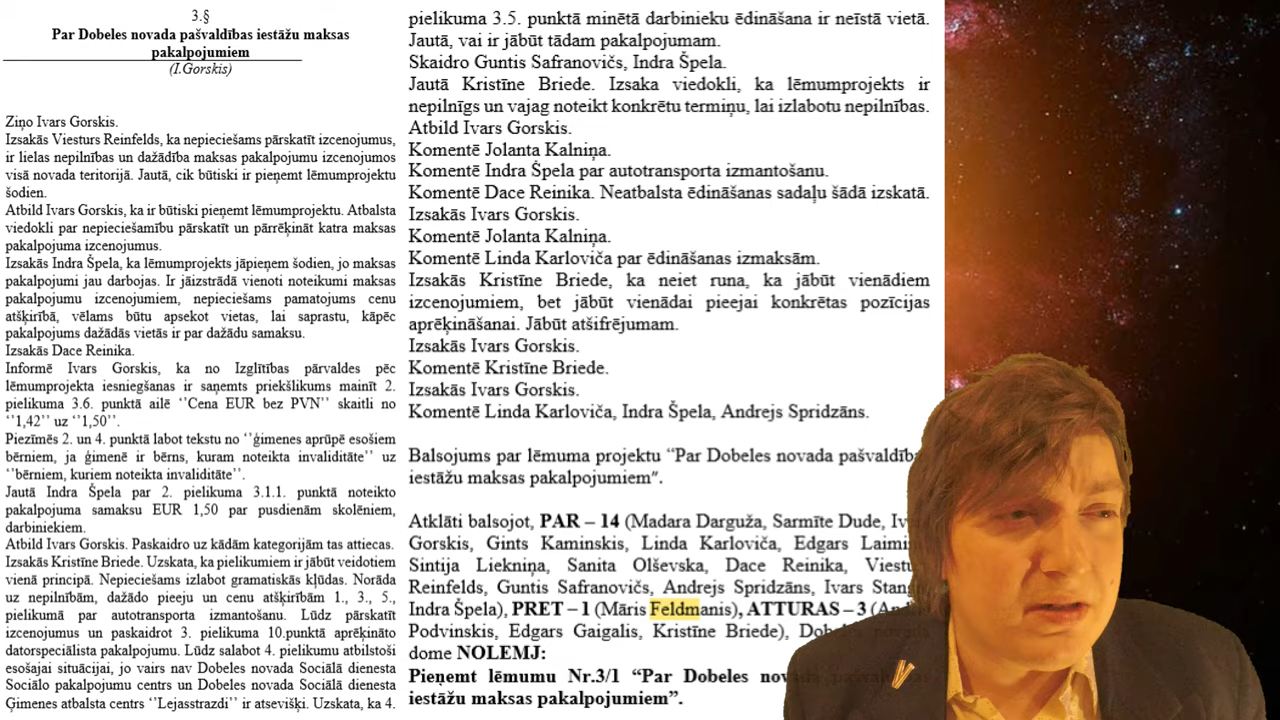 3.§
Par Dobeles novada pašvaldības iestāžu maksas
pakalpojumiem
(I.Gorskis)
Ziņo Ivars Gorskis.
Izsakās Viesturs Reinfelds, ka nepieciešams pārskatīt izcenojumus,
ir lielas nepilnības un dažādība maksas pakalpojumu izcenojumos
visā novada teritorijā. Jautā, cik būtiski ir pieņemt lēmumprojektu
šodien.
Atbild Ivars Gorskis, ka ir būtiski pieņemt lēmumprojektu. Atbalsta
viedokli par nepieciešamību pārskatīt un pārrēķināt katra maksas
pakalpojuma izcenojumus.
Izsakās Indra Špela, ka lēmumprojekts jāpieņem šodien, jo maksas
pakalpojumi jau darbojas. Ir jāizstrādā vienoti noteikumi maksas
pakalpojumu izcenojumiem, nepieciešams pamatojums cenu
atšķirībā, vēlams būtu apsekot vietas, lai saprastu, kāpēc
pakalpojums dažādās vietās ir par dažādu samaksu.
Izsakās Dace Reinika.
Informē Ivars Gorskis, ka no Izglītības pārvaldes pēc
lēmumprojekta iesniegšanas ir saņemts priekšlikums mainīt 2.
pielikuma 3.6. punktā ailē ‘’Cena EUR bez PVN’’ skaitli no
‘’1,42’’ uz ‘’1,50’’.
Piezīmēs 2. un 4. punktā labot tekstu no ‘’ģimenes aprūpē esošiem
bērniem, ja ģimenē ir bērns, kuram noteikta invaliditāte’’ uz
‘’bērniem, kuriem noteikta invaliditāte’’.
Jautā Indra Špela par 2. pielikuma 3.1.1. punktā noteikto
pakalpojuma samaksu EUR 1,50 par pusdienām skolēniem,
darbiniekiem.
Atbild Ivars Gorskis. Paskaidro uz kādām kategorijām tas attiecas.
Izsakās Kristīne Briede. Uzskata, ka pielikumiem ir jābūt veidotiem
vienā principā. Nepieciešams izlabot gramatiskās kļūdas. Norāda
uz nepilnībām, dažādo pieeju un cenu atšķirībām 1., 3., 5.,
pielikumā par autotransporta izmantošanu. Lūdz pārskatīt
izcenojumus un paskaidrot 3. pielikuma 10.punktā aprēķināto
datorspeciālista pakalpojumu. Lūdz salabot 4. pielikumu atbilstoši
esošajai situācijai, jo vairs nav Dobeles novada Sociālā dienesta
Sociālo pakalpojumu centrs un Dobeles novada Sociālā dienesta
Ģimenes atbalsta centrs ‘’Lejasstrazdi’’ ir atsevišķi. Uzskata, ka 4.
pielikuma 3.5. punktā minētā darbinieku ēdināšana ir neīstā vietā.
Jautā, vai ir jābūt tādam pakalpojumam.
Skaidro Guntis Safranovičs, Indra Špela.
Jautā Kristīne Briede. Izsaka viedokli, ka lēmumprojekts ir
nepilnīgs un vajag noteikt konkrētu termiņu, lai izlabotu nepilnības.
Atbild Ivars Gorskis.
Komentē Jolanta Kalniņa.
Komentē Indra Špela par autotransporta izmantošanu.
Komentē Dace Reinika. Neatbalsta ēdināšanas sadaļu šādā izskatā.
Izsakās Ivars Gorskis.
Komentē Jolanta Kalniņa.
Komentē Linda Karloviča par ēdināšanas izmaksām.
Izsakās Kristīne Briede, ka neiet runa, ka jābūt vienādiem
izcenojumiem, bet jābūt vienādai pieejai konkrētas pozīcijas
aprēķināšanai. Jābūt atšifrējumam.
Izsakās Ivars Gorskis.
Komentē Kristīne Briede.
Izsakās Ivars Gorskis.
Komentē Linda Karloviča, Indra Špela, Andrejs Spridzāns.
Balsojums par lēmuma projektu “Par Dobeles novada pašvaldība
iestāžu maksas pakalpojumiem”.
Atklāti balsojot, PAR – 14 (Madara Darguža, Sarmīte Dude,
Gorskis, Gints Kaminskis, Linda Karloviča, Edgars
Sintija Liekniņa, Sanita Olševska, Dace Reinika,
Reinfelds, Guntis Safranovičs, Andrejs Spridzāns, Ivars
Indra Špela), PRET – 1 (Māris Feldmanis), ATTURAS – 3
Podvinskis, Edgars Gaigalis, Kristīne Briede), Dobeles novada
dome NOLEMJ:
Pieņemt lēmumu Nr.3/1 “Par Dobeles novada pašvaldības
iestāžu maksas pakalpojumiem”.